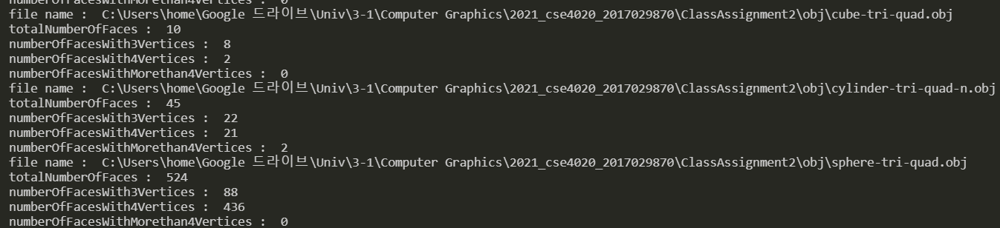 numberOfFacesWithMorethan4Vertices :  0
file name :  C:\Users\home\Google 드라이브\Univ\3-1\Computer Graphics\2021_cse4020_2017029870\ClassAssignment2\obj\cube-tri-quad.obj
totalNumberOfFaces :  10
numberOfFacesWith3Vertices :  8
numberOfFacesWith4Vertices :  2
numberOfFacesWithMorethan4Vertices :  0
file name :  C:\Users\home\Google 드라이브\Univ\3-1\Computer Graphics\2021_cse4020_2017029870\ClassAssignment2\obj\cylinder-tri-quad-n.obj
totalNumberOfFaces :  45
numberOfFacesWith3Vertices :  22
numberOfFacesWith4Vertices :  21
numberOfFacesWithMorethan4Vertices :  2
file name :  C:\Users\home\Google 드라이브\Univ\3-1\Computer Graphics\2021_cse4020_2017029870\ClassAssignment2\obj\sphere-tri-quad.obj
totalNumberOfFaces :  524
numberOfFacesWith3Vertices :  88
numberOfFacesWith4Vertices :  436
numberOfFacesWithMorethan4Vertices :  0